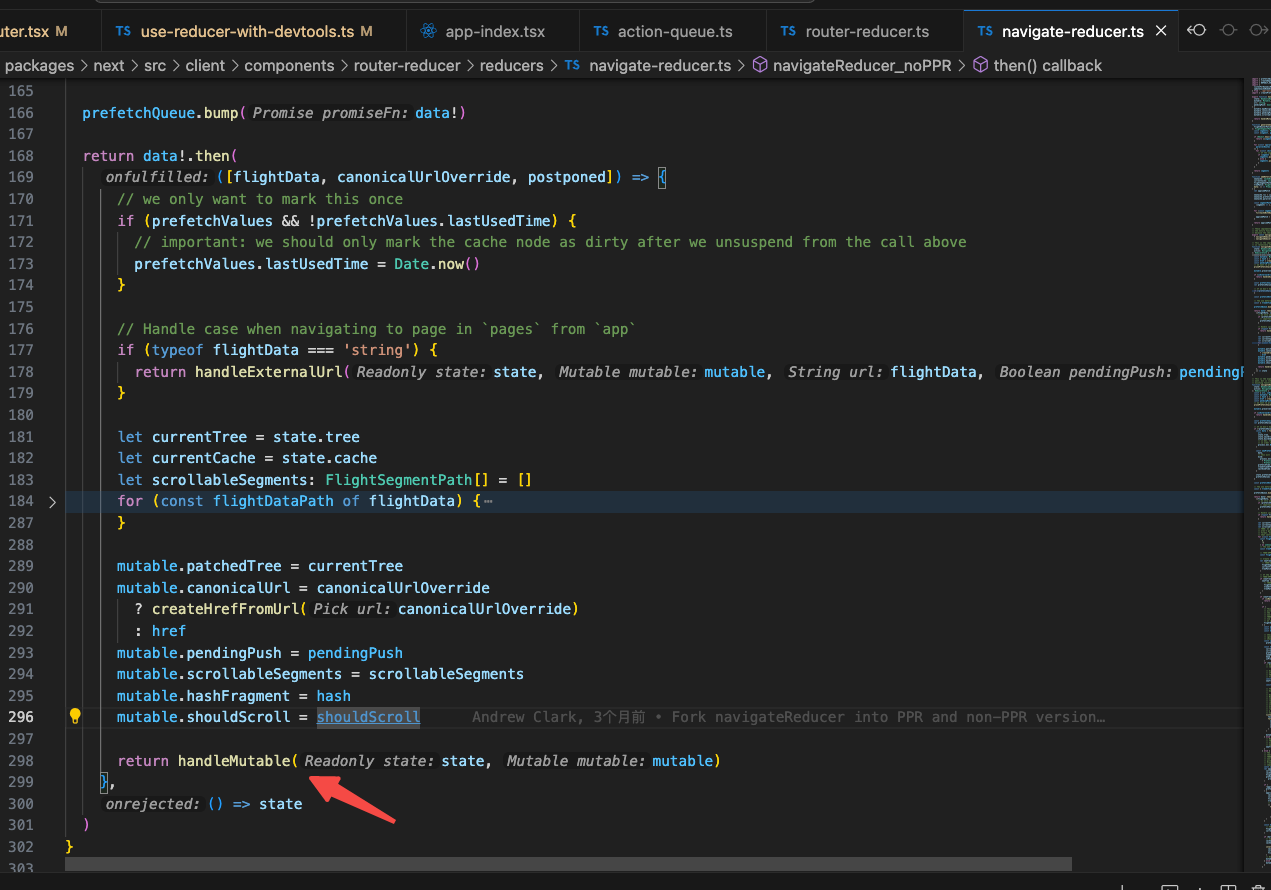 uter.tsx M TS use-reducer-with-devtools.ts M app-index.tsx TS action-queue.ts TS router-reducer.ts TS navigate-reducer.ts
packages > next > src > client > components > router-reducer > reducers > TS navigate-reducer.ts > navigateReducer_noPPR > then() callback
165
166 prefetchQueue.bump( Promise promiseFn: data!)
167
168 return data!.then(
169 onfulfilled: ([flightData, canonicalUrlOverride, postponed]) => {
170 // we only want to mark this once
171 if (prefetchValues && !prefetchValues.lastUsedTime) {
172 // important: we should only mark the cache node as dirty after we unsuspend from the call above
173 prefetchValues.lastUsedTime = Date.now()
174 }
175
176 // Handle case when navigating to page in `pages` from `app`
177 if (typeof flightData === 'string') {
178 return handleExternalUrl( Readonly state: state, Mutable mutable: mutable, String url: flightData, Boolean pendingPush: pendingP
179 }
180
181 let currentTree = state.tree
182 let currentCache = state.cache
183 let scrollableSegments: FlightSegmentPath[] = []
184 > for (const flightDataPath of flightData) {⋯
287 }
288
289 mutable.patchedTree = currentTree
290 mutable.canonicalUrl = canonicalUrlOverride
291 ? createHrefFromUrl( Pick url: canonicalUrlOverride)
292 : href
293 mutable.pendingPush = pendingPush
294 mutable.scrollableSegments = scrollableSegments
295 mutable.hashFragment = hash
296 mutable.shouldScroll = shouldScroll Andrew Clark, 3个月前 • Fork navigateReducer into PPR and non-PPR version…
297
298 return handleMutable( Readonly state: state, Mutable mutable: mutable)
299 },
300 onrejected: () => state
301 )
302 }
303